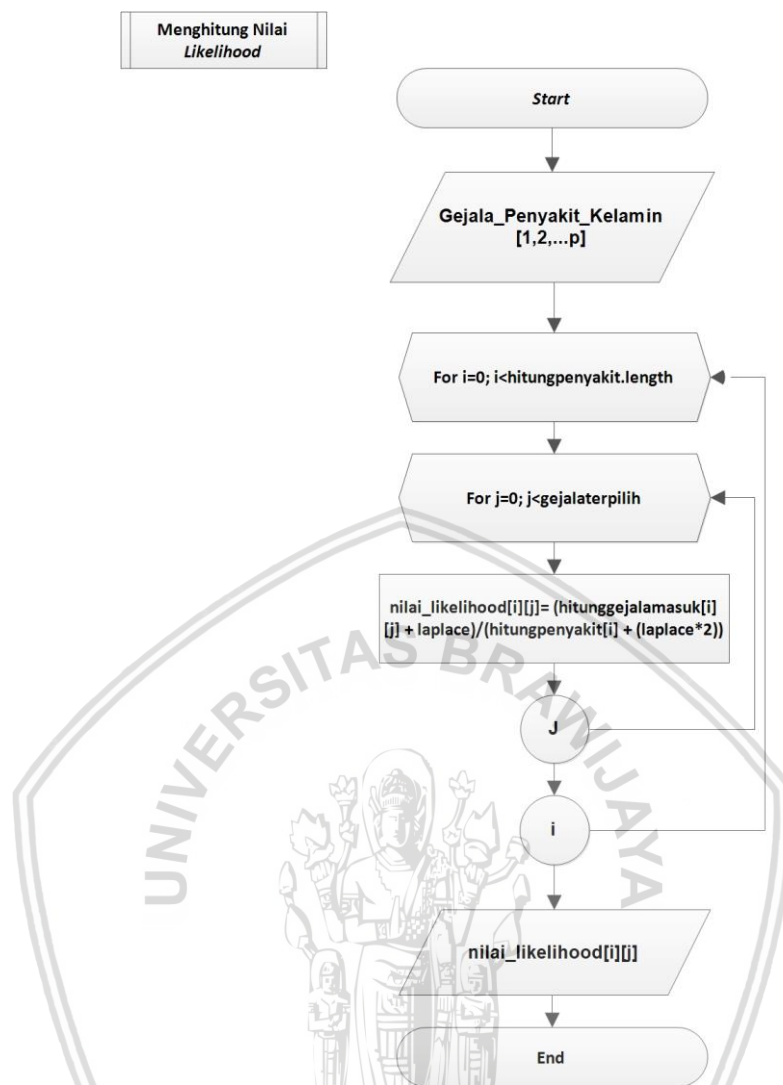 Menghitung Nilai
Likelihood
Start
Gejala_Penyakit_Kelamin
[1,2,...p]
For i=0; i<hitungpenyakit.length
For j=0; j<gejalaterpilih
nilai_likelihood[i][j]= (hitunggejalamasuk[i]
[j] + laplace)/(hitungpenyakit[i] + (laplace*2))
J
i
nilai_likelihood[i][j]
End
UNIVERSITAS BRAWIJAYA